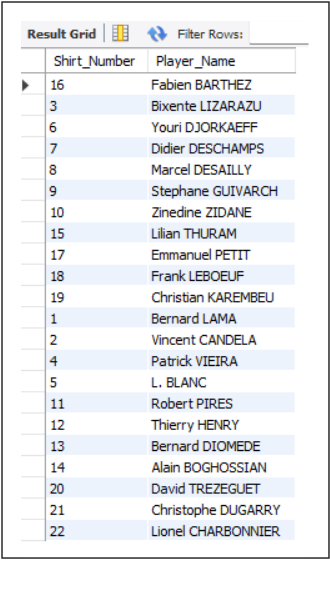 Result Grid Filter Rows:
Shirt_Number Player_Name
16 Fabien BARTHEZ
3 Bixente LIZARAZU
6 Youri DJORKAEFF
7 Didier DESCHAMPS
8 Marcel DESAILLY
9 Stephane GUIVARCH
10 Zinedine ZIDANE
15 Lilian THURAM
17 Emmanuel PETIT
18 Frank LEBOEUF
19 Christian KAREMBEU
1 Bernard LAMA
2 Vincent CANDELA
4 Patrick VIEIRA
5 L. BLANC
11 Robert PIRES
12 Thierry HENRY
13 Bernard DIOMEDE
14 Alain BOGHOSSIAN
20 David TREZEGUET
21 Christophe DUGARRY
22 Lionel CHARBONNIER